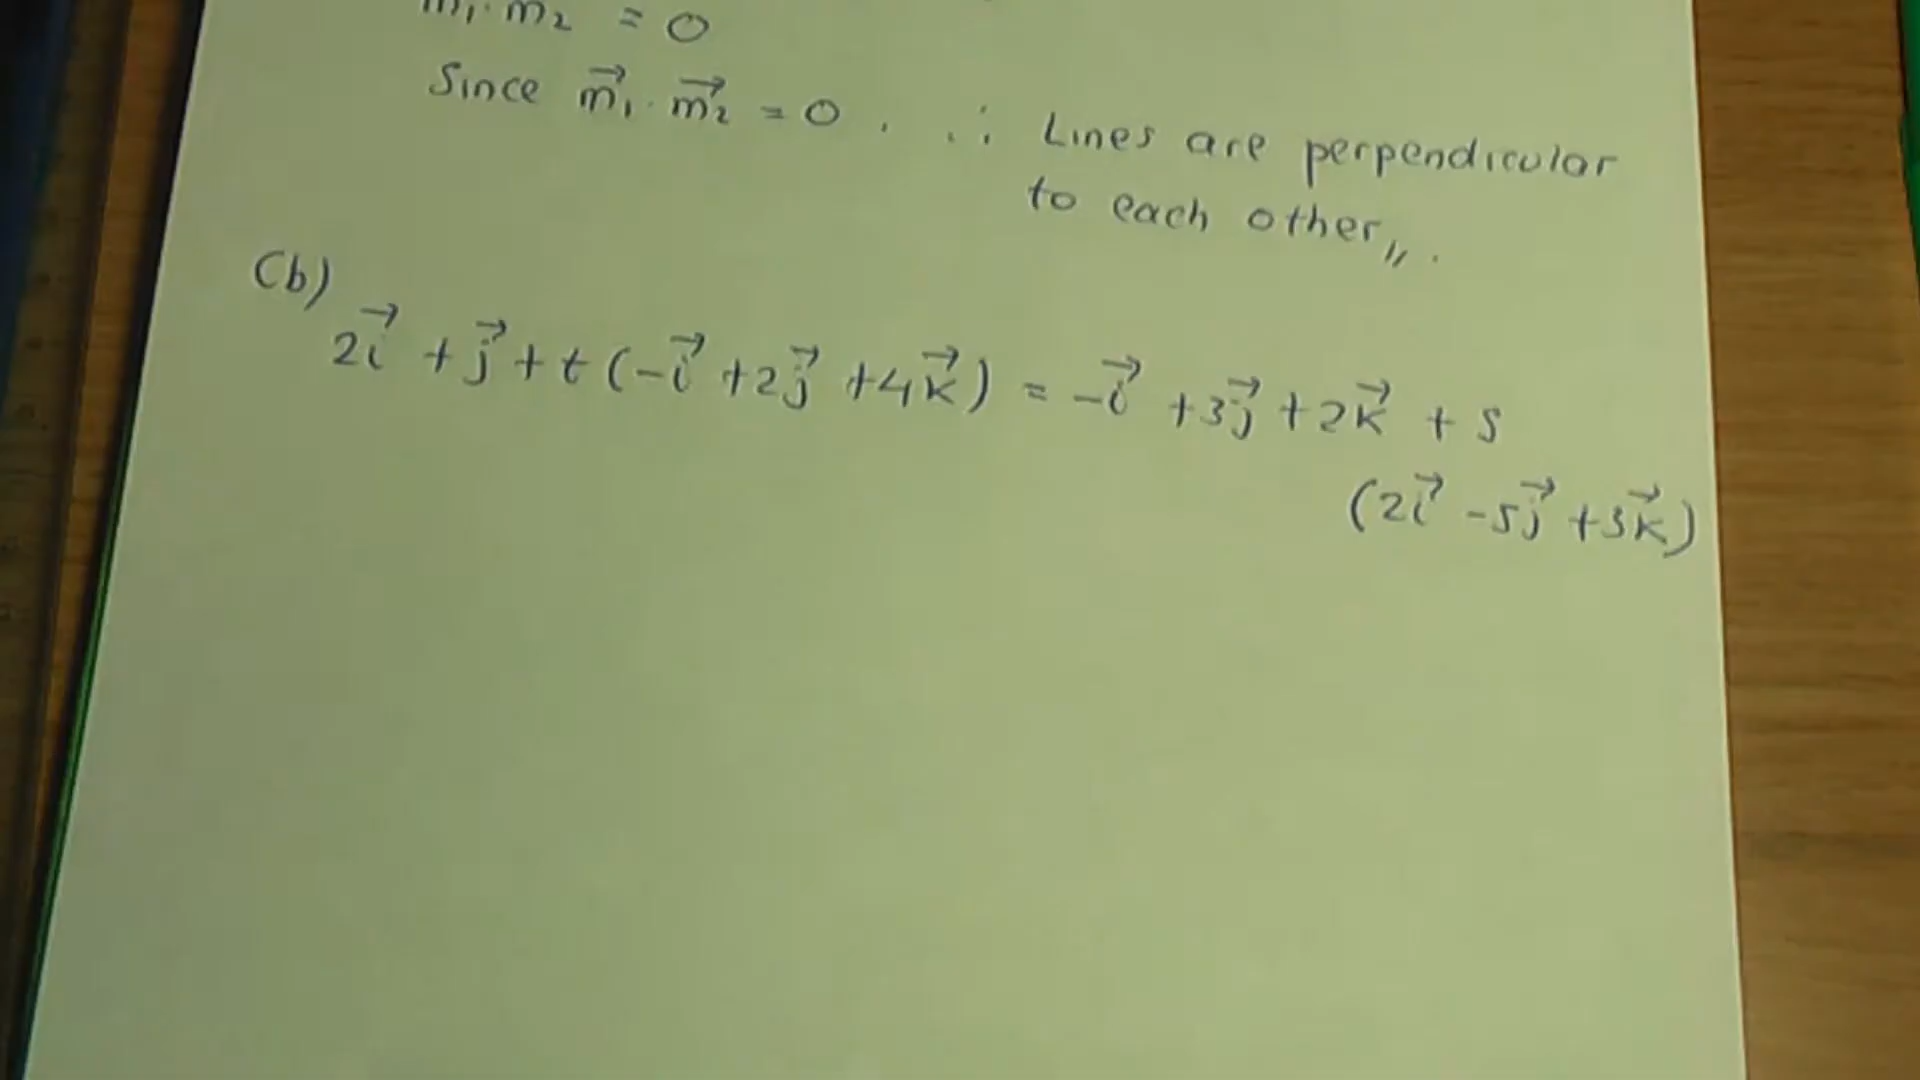 m₁ · m₂ = 0
Since m⃗₁ · m⃗₂ = 0 . ∴ Lines are perpendicular
to each other,, .
(b)
2i⃗ + j⃗ + t (-i⃗ + 2j⃗ + 4k⃗) = -i⃗ + 3j⃗ + 2k⃗ + s
(2i⃗ - 5j⃗ + 3k⃗)